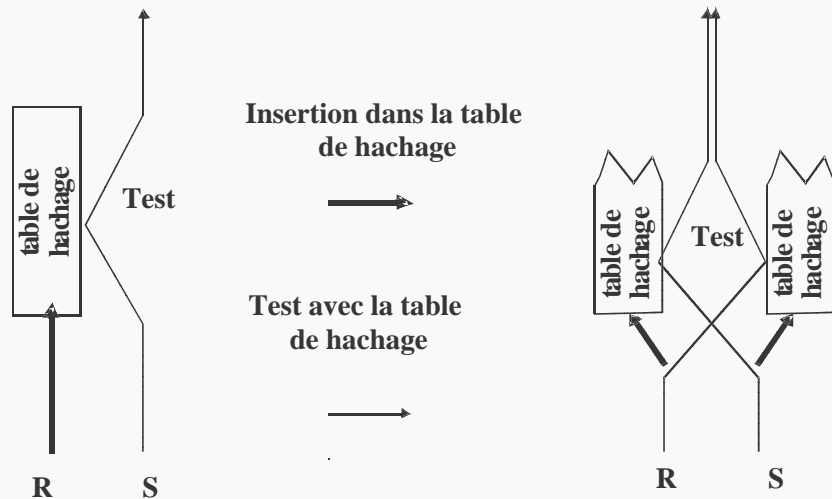 table de
hachage
Test
R
S
Insertion dans la table
de hachage
Test avec la table
de hachage
table de
hachage
Test
table de
hachage
R
S